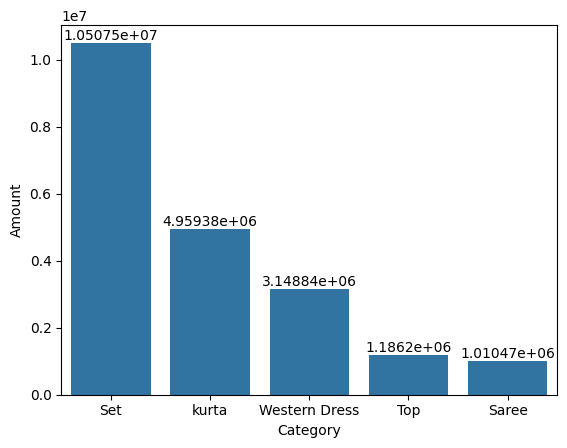 1e7
1.05075e+07
1.0
0.8
0.6
4.95938e+06
0.4
3.14884e+06
0.2
1.1862e+06
1.01047e+06
0.0
Set kurta Western Dress Top Saree
Amount
Category